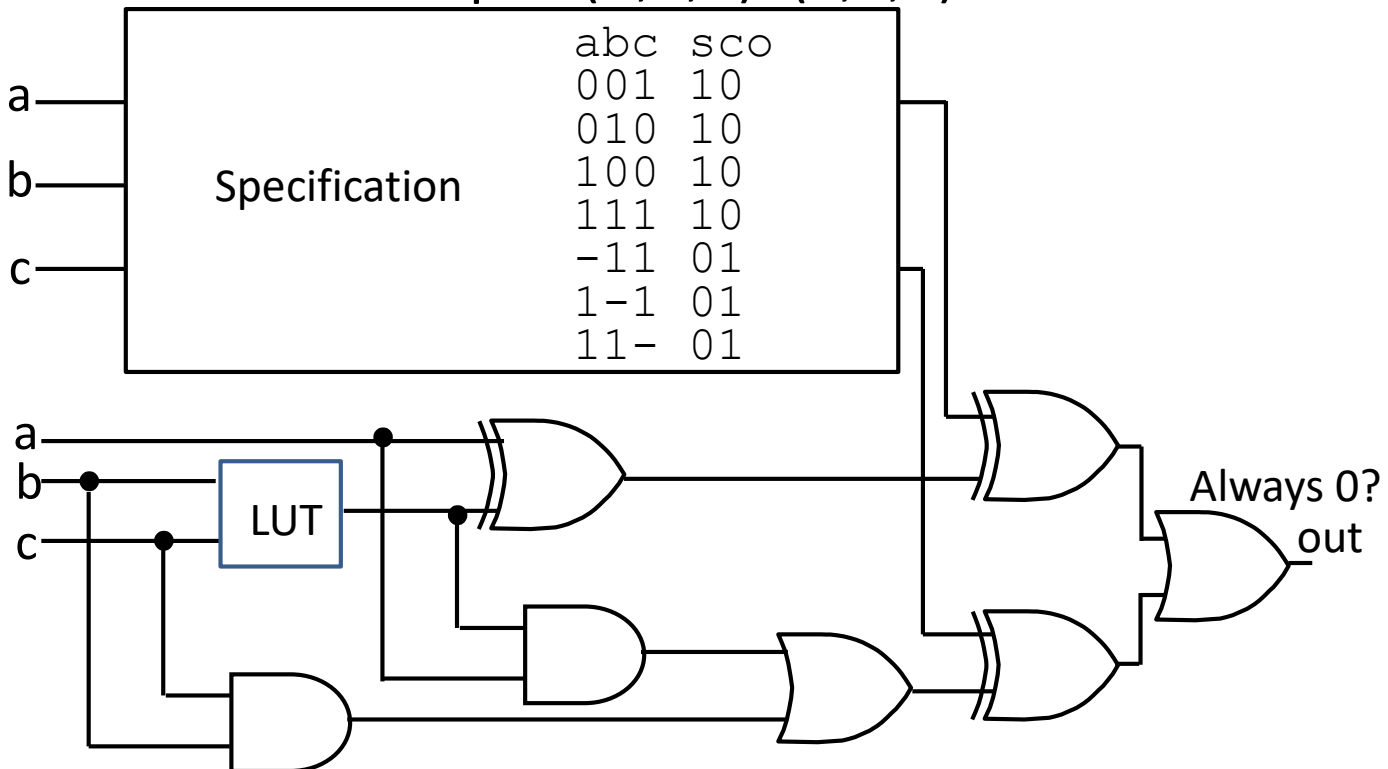 abc sco
001 10
010 10
100 10
111 10
-11 01
1-1 01
11- 01
a
b
c
Specification
a
b
c
LUT
Always 0?
out